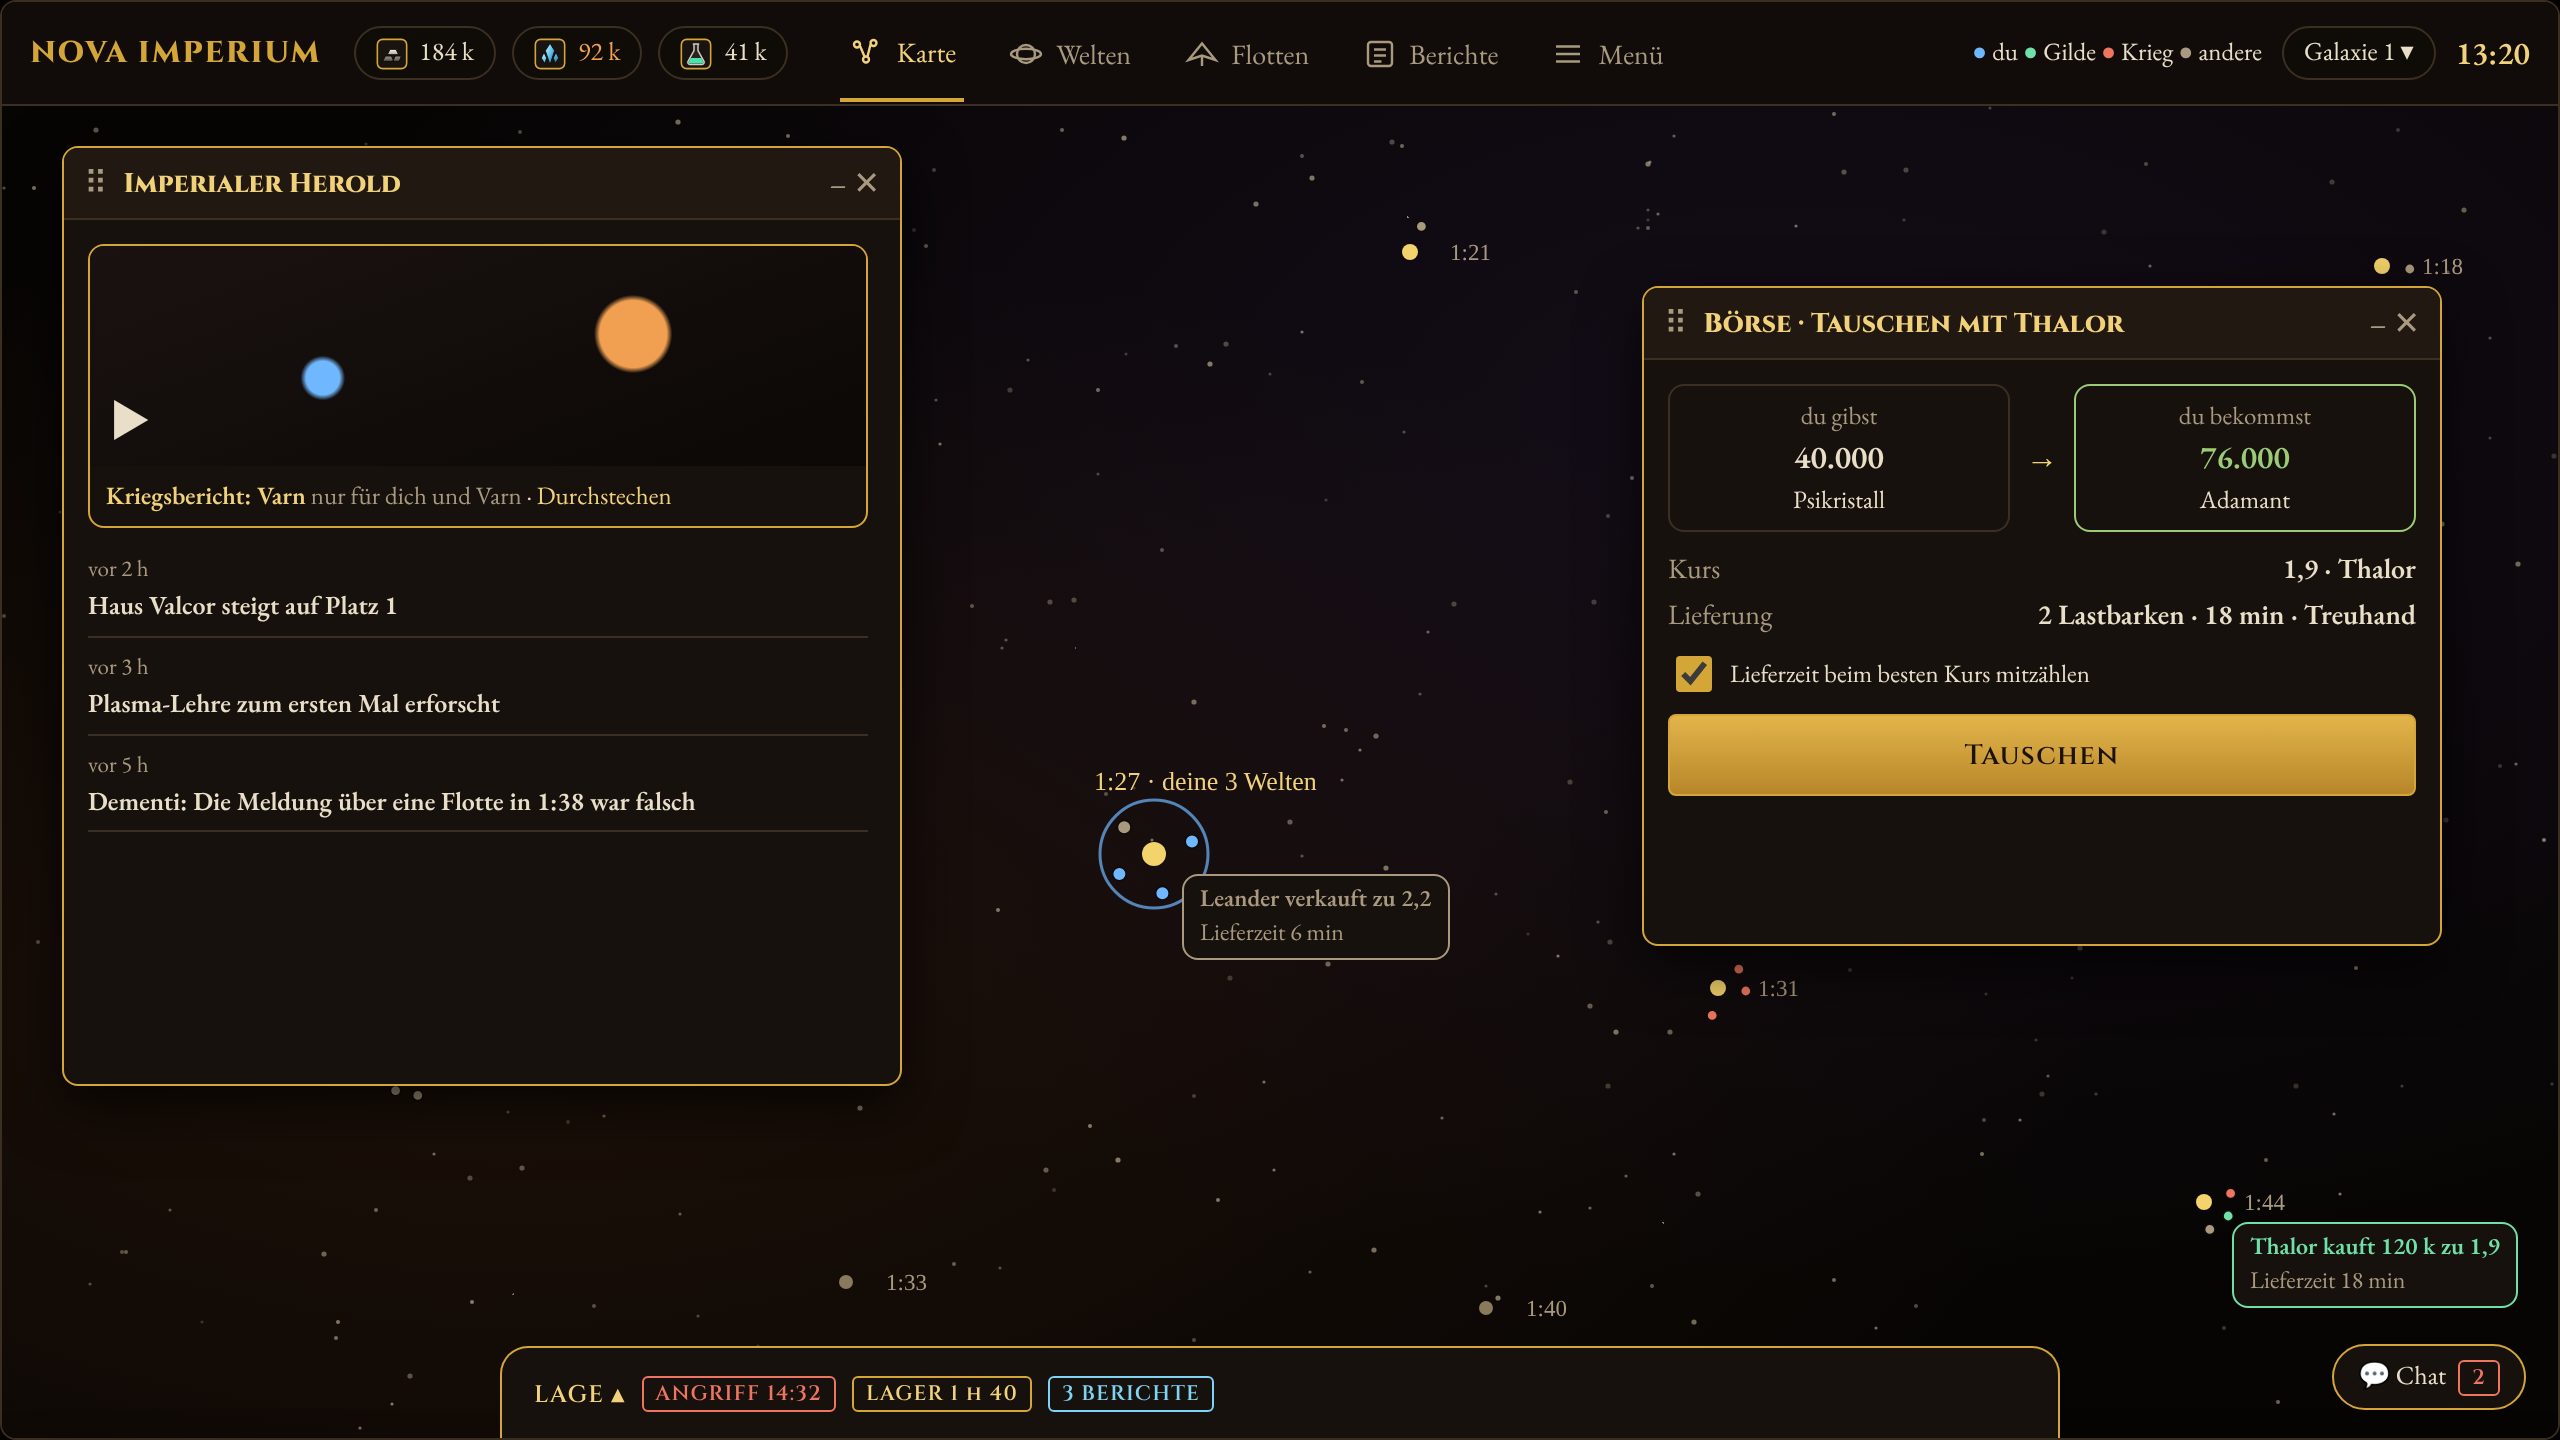 NOVA IMPERIUM
184 k
92 k
41 k
Karte
Welten
Flotten
Berichte
Menü
du
Gilde
Krieg
andere
Galaxie 1 ▾
13:20
Imperialer Herold
Kriegsbericht: Varn nur für dich und Varn · Durchstechen
vor 2 h
Haus Valcor steigt auf Platz 1
vor 3 h
Plasma-Lehre zum ersten Mal erforscht
vor 5 h
Dementi: Die Meldung über eine Flotte in 1:38 war falsch
1:21
1:18
Börse · Tauschen mit Thalor
du gibst
40.000
Psikristall
→
du bekommst
76.000
Adamant
Kurs
1,9 · Thalor
Lieferung
2 Lastbarken · 18 min · Treuhand
Lieferzeit beim besten Kurs mitzählen
Tauschen
1:27 · deine 3 Welten
Leander verkauft zu 2,2
Lieferzeit 6 min
1:31
1:44
Thalor kauft 120 k zu 1,9
Lieferzeit 18 min
1:33
1:40
LAGE ▴
ANGRIFF 14:32
LAGER 1 H 40
3 BERICHTE
Chat
2